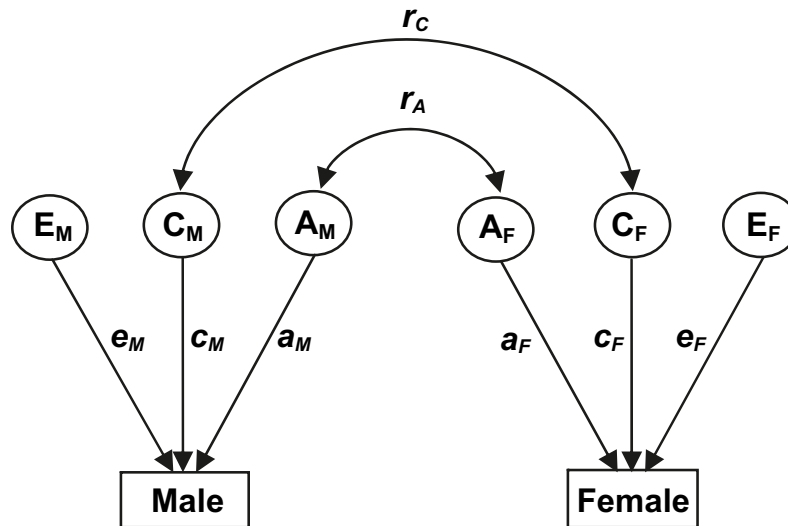 r_C
r_A
E_M C_M A_M A_F C_F E_F
e_M c_M a_M a_F c_F e_F
Male Female